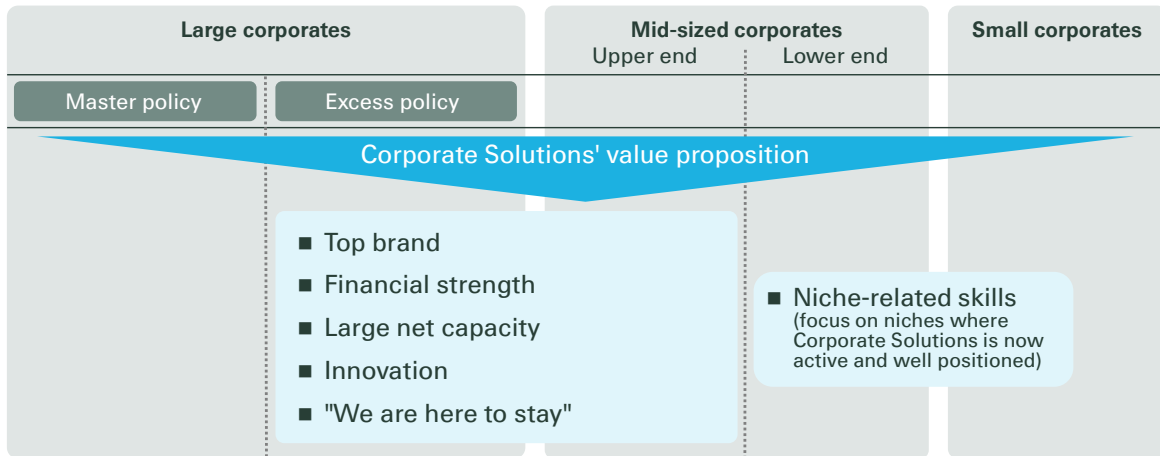 Large corporates
Mid-sized corporates
Small corporates
Upper end
Lower end
Master policy
Excess policy
Corporate Solutions' value proposition
■ Top brand
■ Financial strength
■ Large net capacity
■ Innovation
■ "We are here to stay"
■ Niche-related skills
(focus on niches where
Corporate Solutions is now
active and well positioned)